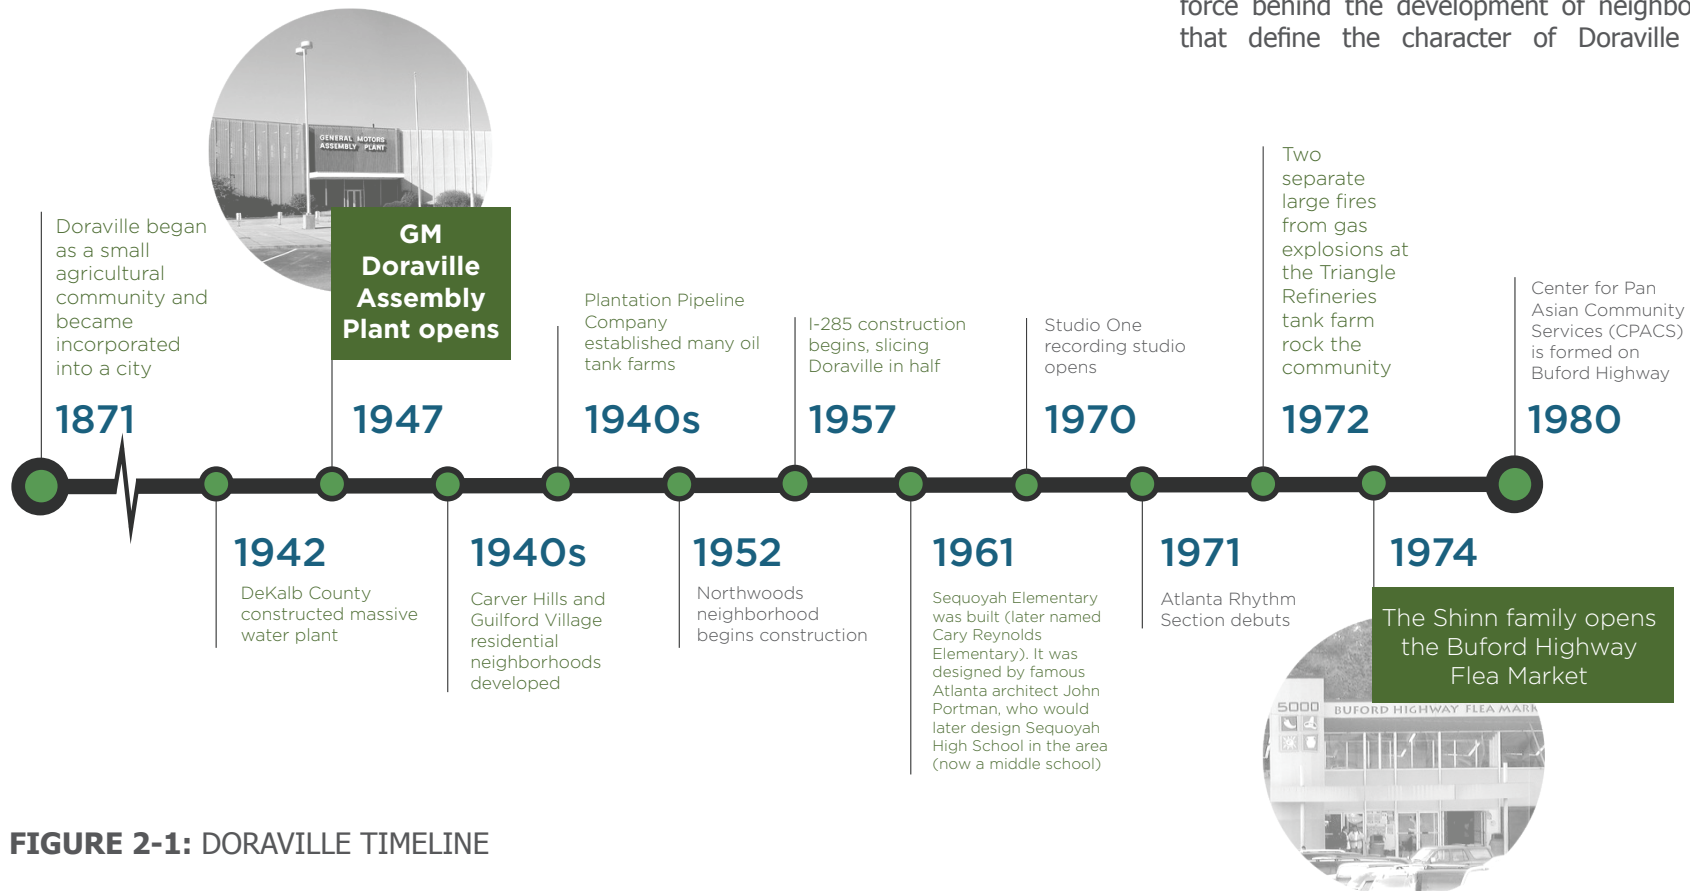 force behind the development of
that define the character of Doraville
GENERAL MOTORS
ASSEMBLY PLANT
Doraville began
as a small
agricultural
community and
became
incorporated
into a city
1871
GM
Doraville
Assembly
Plant opens
1947
Plantation Pipeline
Company
established many oil
tank farms
1940s
I-285 construction
begins, slicing
Doraville in half
1957
Studio One
recording studio
opens
1970
Two
separate
large fires
from gas
explosions at
the Triangle
Refineries
tank farm
rock the
community
1972
Center for Pan
Asian Community
Services (CPACS)
is formed on
Buford Highway
1980
1942
DeKalb County
constructed massive
water plant
1940s
Carver Hills and
Guilford Village
residential
neighborhoods
developed
1952
Northwoods
neighborhood
begins construction
1961
Sequoyah Elementary
was built (later named
Cary Reynolds
Elementary). It was
designed by famous
Atlanta architect John
Portman, who would
later design Sequoyah
High School in the area
(now a middle school)
1971
Atlanta Rhythm
Section debuts
1974
The Shinn family opens
the Buford Highway
Flea Market
5000
BUFORD HIGHWAY FLEA MARK
FIGURE 2-1: DORAVILLE TIMELINE